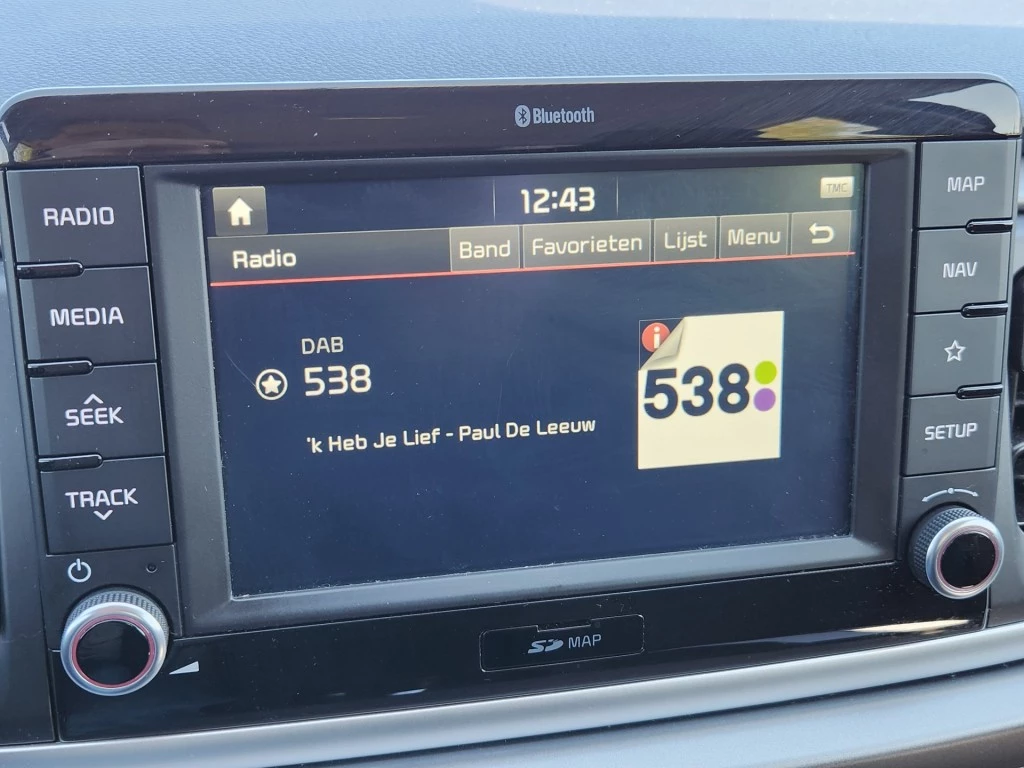 Bluetooth
RADIO
MEDIA
SEEK
TRACK
12:43
TMC
Radio
Band
Favorieten
Lijst
Menu
DAB
538
'k Heb Je Lief - Paul De Leeuw
i
538
MAP
NAV
SETUP
SD MAP